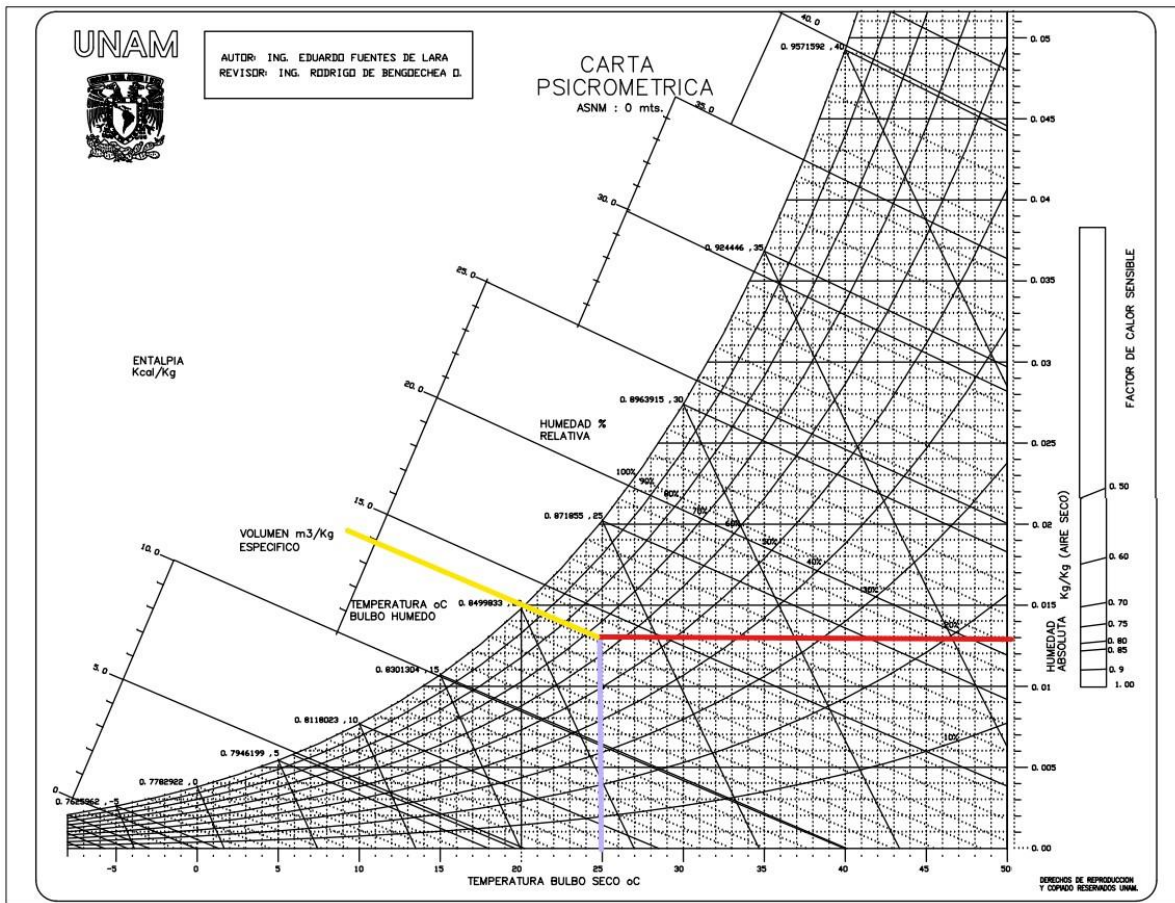 UNAM
AUTOR: ING. EDUARDO FUENTES DE LARA
REVISOR: ING. RODRIGO DE BENGOECHEA O.
CARTA
PSICROMETRICA
ASNM : 0 mts.
ENTALPIA
Kcal/Kg
HUMEDAD %
RELATIVA
VOLUMEN m3/Kg
ESPECIFICO
TEMPERATURA oC
BULBO HUMEDO
0
5.0
10.0
15.0
20.0
25.0
30.0
35.0
40.0
0.7625962 ,-5
0.7782922 ,0
0.7946199 ,5
0.8118023 ,10
0.8301304 ,15
0.8499833
0.871855 ,25
0.8963915 ,30
0.924446 ,35
0.9571592 ,40
100%
90%
80%
70%
60%
50%
40%
30%
20%
10%
0.05
0.045
0.04
0.035
0.03
0.025
0.02
0.015
0.01
0.005
0.00
HUMEDAD
ABSOLUTA Kg/Kg (AIRE SECO)
FACTOR DE CALOR SENSIBLE
0.50
0.60
0.70
0.75
0.80
0.85
0.9
1.00
-5 0 5 10 15 20 25 30 35 40 45 50
TEMPERATURA BULBO SECO oC
DERECHOS DE REPRODUCCION
Y COPIADO RESERVADOS UNAM.